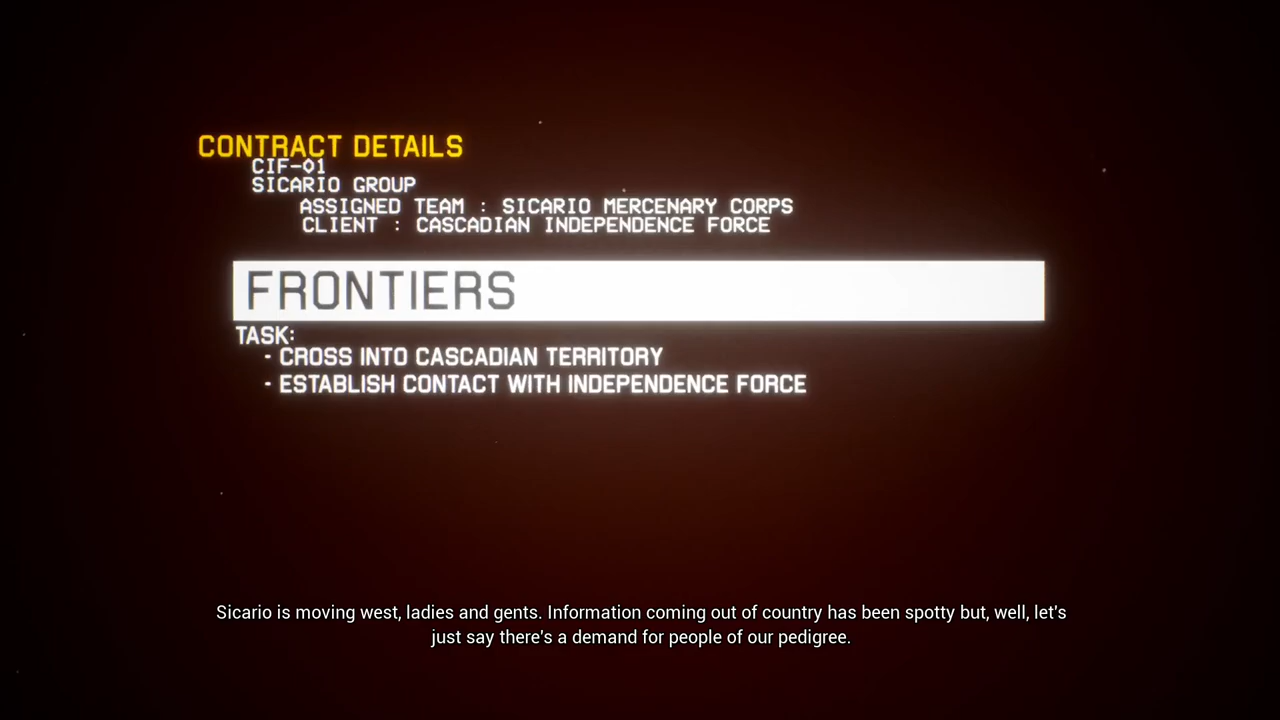 CONTRACT DETAILS
CIF-01
SICARIO GROUP
ASSIGNED TEAM : SICARIO MERCENARY CORPS
CLIENT : CASCADIAN INDEPENDENCE FORCE
FRONTIERS
TASK:
- CROSS INTO CASCADIAN TERRITORY
- ESTABLISH CONTACT WITH INDEPENDENCE FORCE
Sicario is moving west, ladies and gents. Information coming out of country has been spotty but, well, let's
just say there's a demand for people of our pedigree.